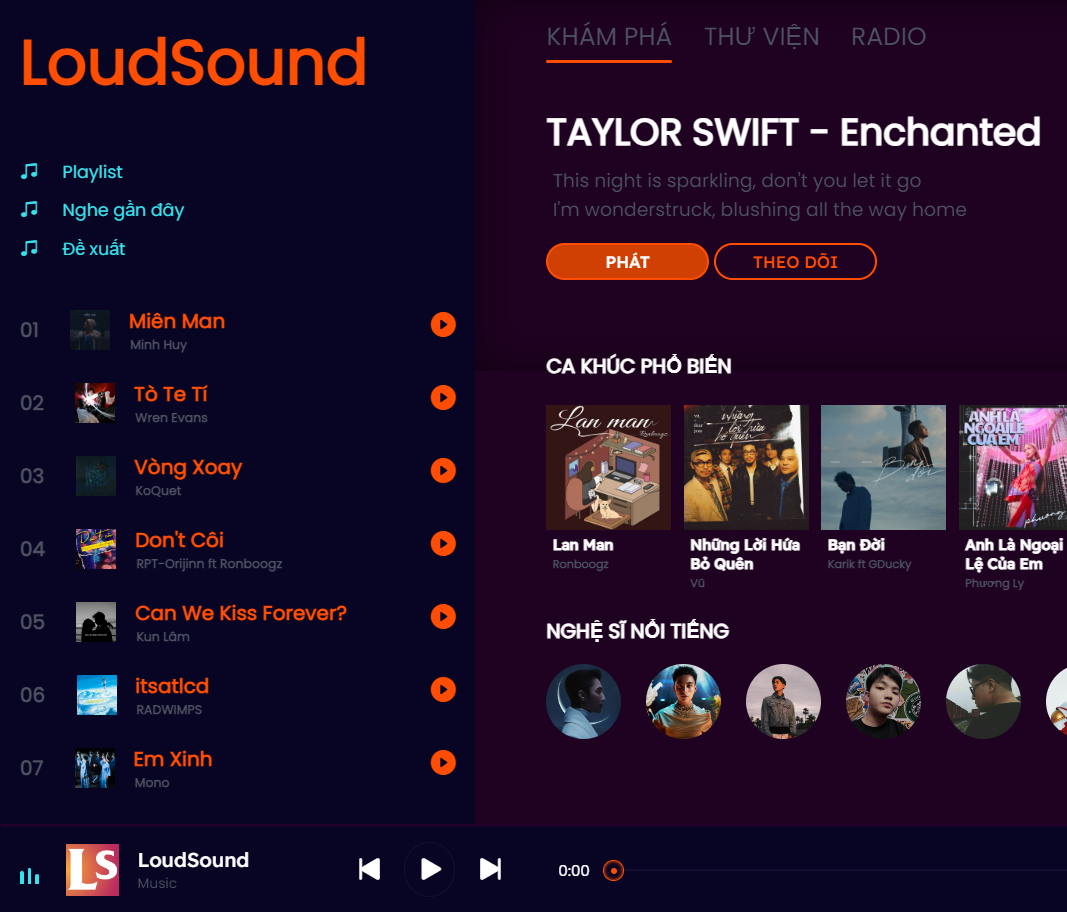 LoudSound
Playlist
Nghe gần đây
Đề xuất
01
Miên Man
Minh Huy
02
Tò Te Tí
Wren Evans
03
Vòng Xoay
KoQuet
04
Don't Côi
RPT-Orijinn ft Ronboogz
05
Can We Kiss Forever?
Kun Lâm
06
itsatlcd
RADWIMPS
07
Em Xinh
Mono
KHÁM PHÁ THƯ VIỆN RADIO
TAYLOR SWIFT - Enchanted
This night is sparkling, don't you let it go
I'm wonderstruck, blushing all the way home
PHÁT THEO DÕI
CA KHÚC PHỔ BIẾN
Lan man
Ronboogz
Lan Man
Ronboogz
những
lời hứa
bỏ quên
Những Lời Hứa
Bỏ Quên
Vũ
Bạn đời
Bạn Đời
Karik ft GDucky
ANH LÀ
NGOẠI LỆ
CỦA EM
phương
Anh Là Ngoại
Lệ Của Em
Phương Ly
NGHỆ SĨ NỔI TIẾNG
LS
LoudSound
Music
0:00